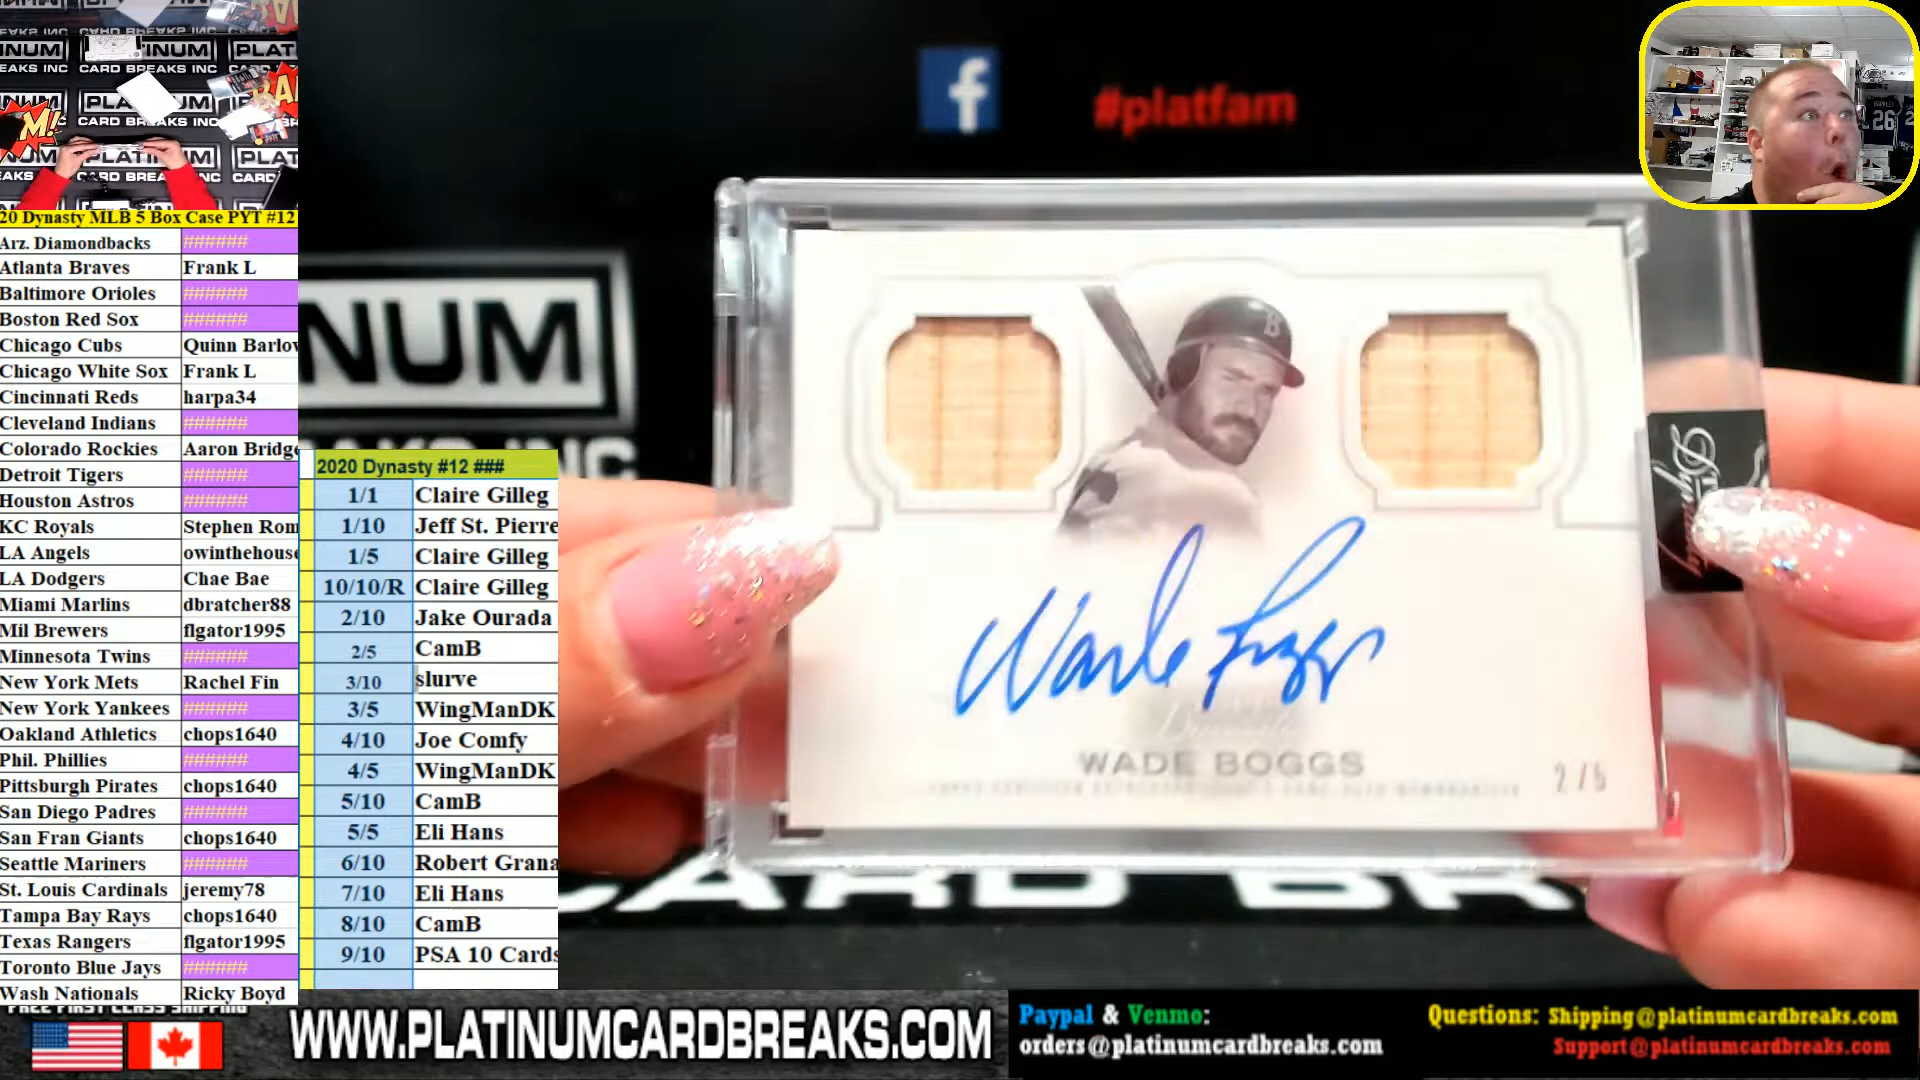 #platfam
20 Dynasty MLB 5 Box Case PYT #12
Arz. Diamondbacks ######
Atlanta Braves Frank L
Baltimore Orioles ######
Boston Red Sox ######
Chicago Cubs Quinn Barlow
Chicago White Sox Frank L
Cincinnati Reds harpa34
Cleveland Indians ######
Colorado Rockies Aaron Bridge
Detroit Tigers ######
Houston Astros ######
KC Royals Stephen Rom
LA Angels owinthehouse
LA Dodgers Chae Bae
Miami Marlins dbratcher88
Mil Brewers flgator1995
Minnesota Twins ######
New York Mets Rachel Fin
New York Yankees ######
Oakland Athletics chops1640
Phil. Phillies ######
Pittsburgh Pirates chops1640
San Diego Padres ######
San Fran Giants chops1640
Seattle Mariners ######
St. Louis Cardinals jeremy78
Tampa Bay Rays chops1640
Texas Rangers flgator1995
Toronto Blue Jays ######
Wash Nationals Ricky Boyd
2020 Dynasty #12 ###
1/1 Claire Gilleg
1/10 Jeff St. Pierre
1/5 Claire Gilleg
10/10/R Claire Gilleg
2/10 Jake Ourada
2/5 CamB
3/10 slurve
3/5 WingManDK
4/10 Joe Comfy
4/5 WingManDK
5/10 CamB
5/5 Eli Hans
6/10 Robert Grana
7/10 Eli Hans
8/10 CamB
9/10 PSA 10 Cards
Wade Boggs
WADE BOGGS
2/5
WWW.PLATINUMCARDBREAKS.COM
Paypal & Venmo:
orders@platinumcardbreaks.com
Questions: Shipping@platinumcardbreaks.com
Support@platinumcardbreaks.com